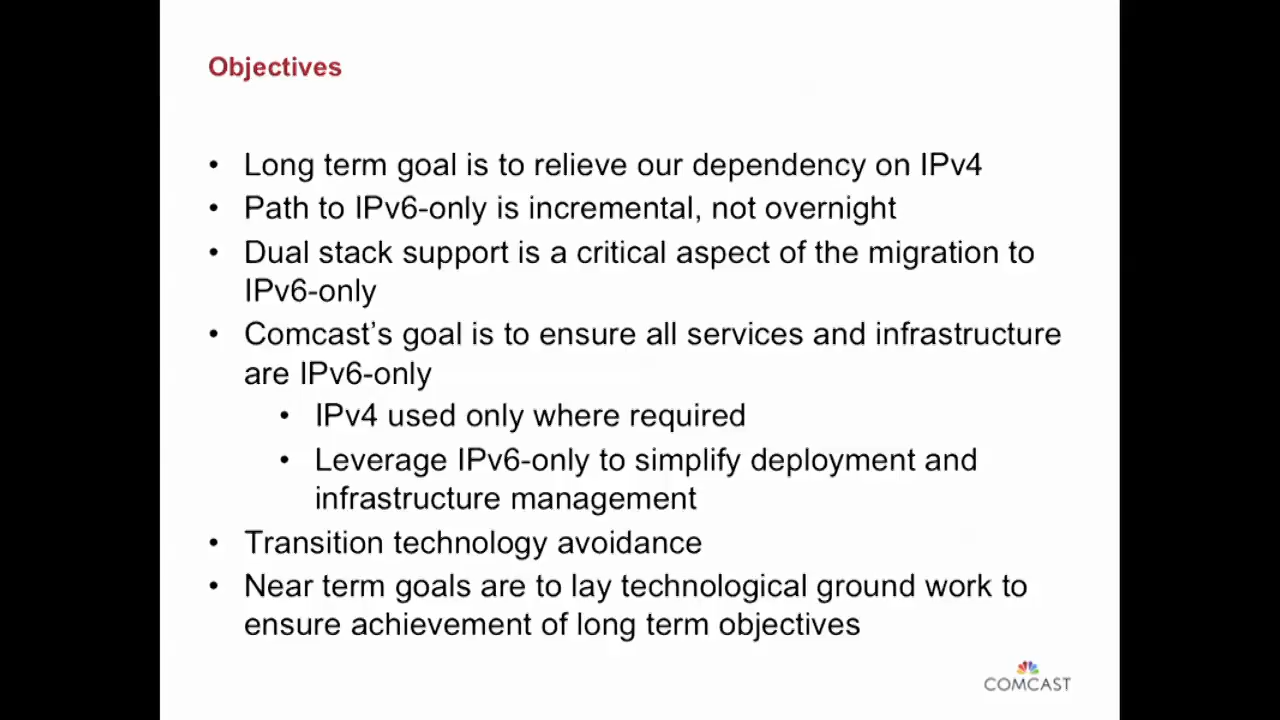 Objectives
• Long term goal is to relieve our dependency on IPv4
• Path to IPv6-only is incremental, not overnight
• Dual stack support is a critical aspect of the migration to
IPv6-only
• Comcast’s goal is to ensure all services and infrastructure
are IPv6-only
• IPv4 used only where required
• Leverage IPv6-only to simplify deployment and
infrastructure management
• Transition technology avoidance
• Near term goals are to lay technological ground work to
ensure achievement of long term objectives
COMCAST